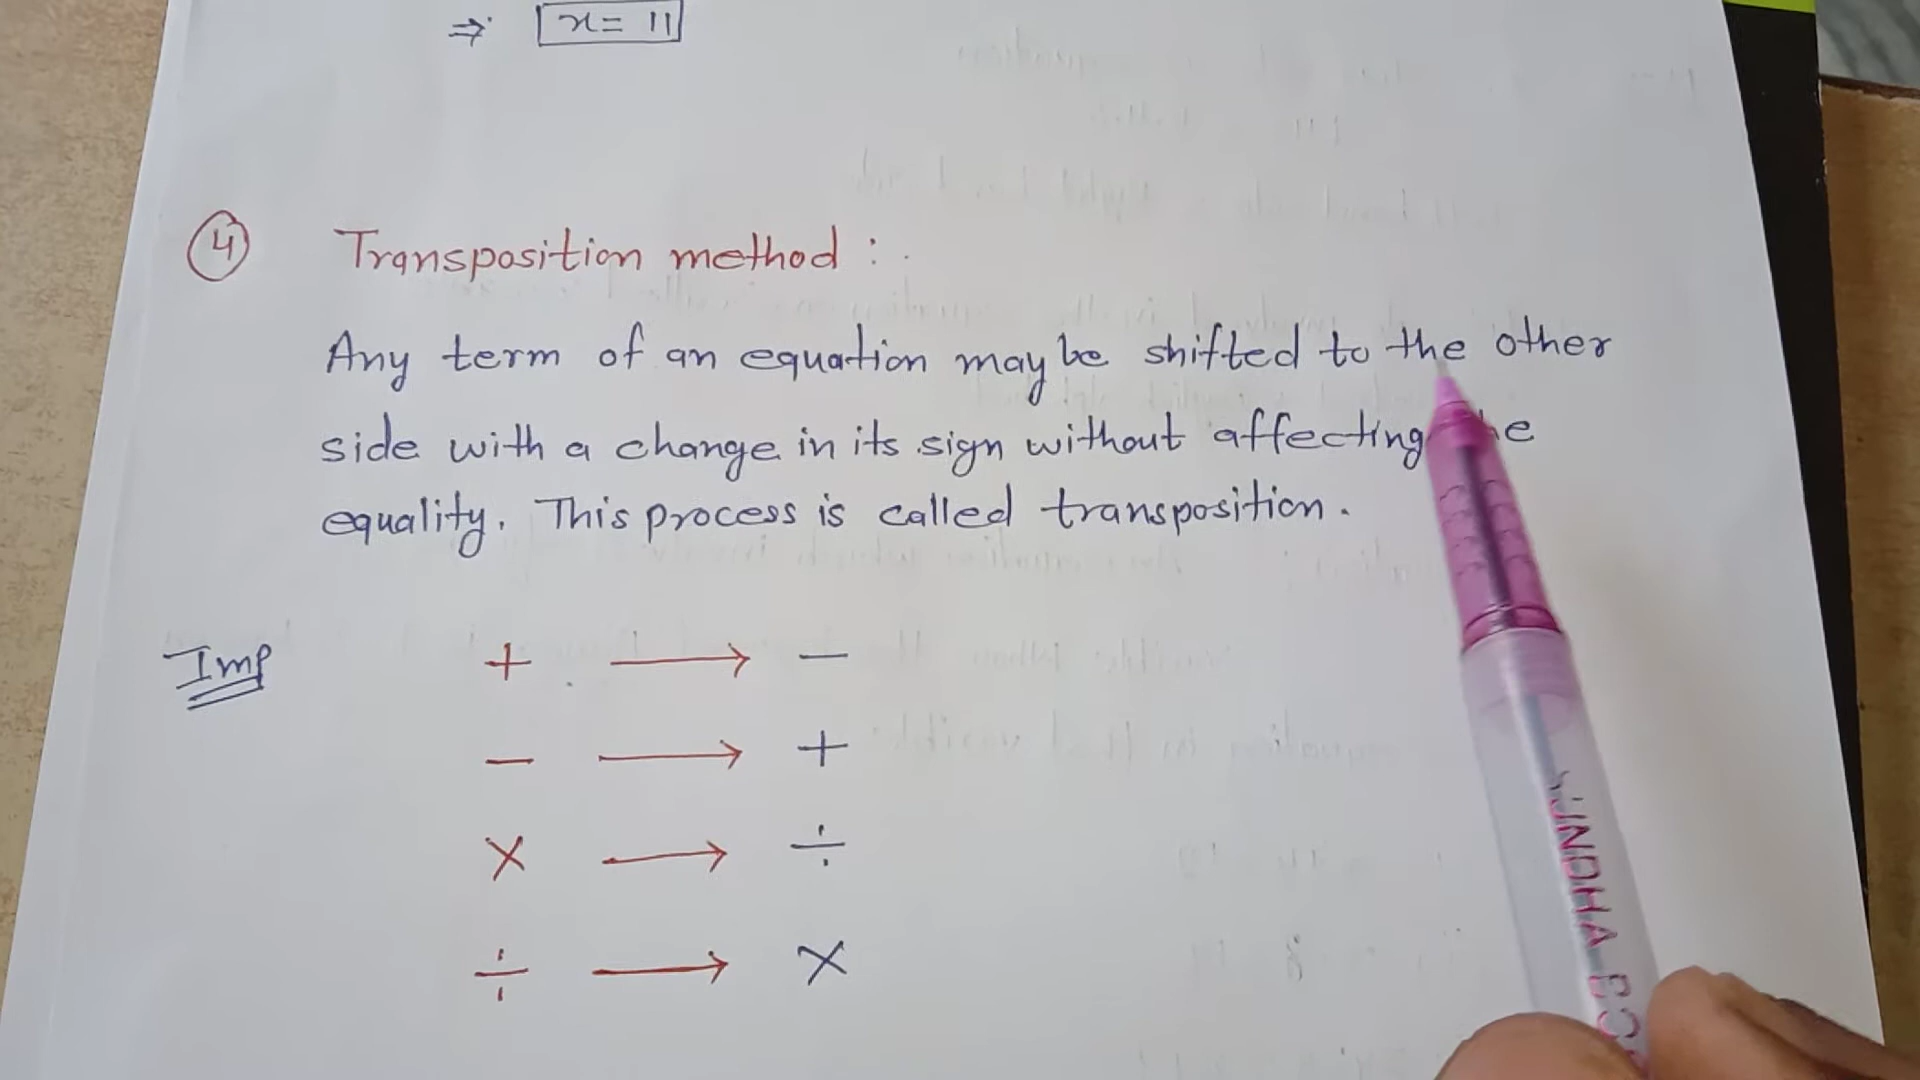 ⇒ x = 11
4 Transposition method :
Any term of an equation may be shifted to the other
side with a change in its sign without affecting
equality. This process is called transposition.
Imp + → −
− → +
× → ÷
÷ → ×